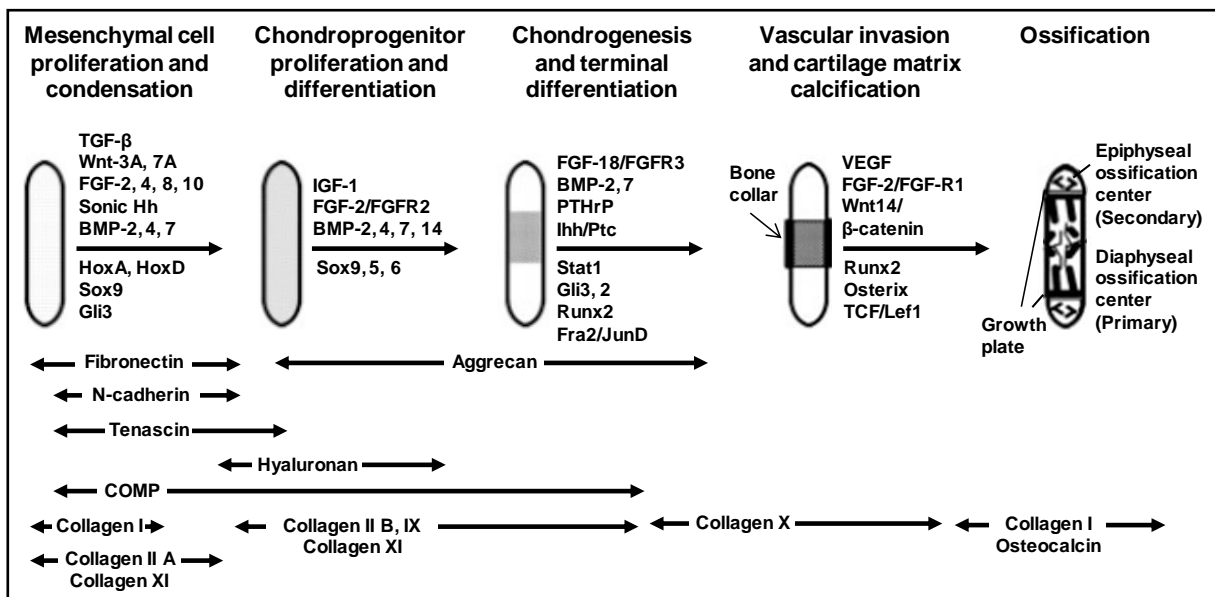 Mesenchymal cell
proliferation and
condensation
Chondroprogenitor
proliferation and
differentiation
Chondrogenesis
and terminal
differentiation
Vascular invasion
and cartilage matrix
calcification
Ossification
TGF-β
Wnt-3A, 7A
FGF-2, 4, 8, 10
Sonic Hh
BMP-2, 4, 7
HoxA, HoxD
Sox9
Gli3
IGF-1
FGF-2/FGFR2
BMP-2, 4, 7, 14
Sox9, 5, 6
FGF-18/FGFR3
BMP-2, 7
PTHrP
Ihh/Ptc
Stat1
Gli3, 2
Runx2
Fra2/JunD
Bone
collar
VEGF
FGF-2/FGF-R1
Wnt14/
β-catenin
Runx2
Osterix
TCF/Lef1
Epiphyseal
ossification
center
(Secondary)
Diaphyseal
ossification
center
(Primary)
Growth
plate
Fibronectin
Aggrecan
N-cadherin
Tenascin
Hyaluronan
COMP
Collagen I
Collagen II B, IX
Collagen XI
Collagen X
Collagen I
Osteocalcin
Collagen II A
Collagen XI